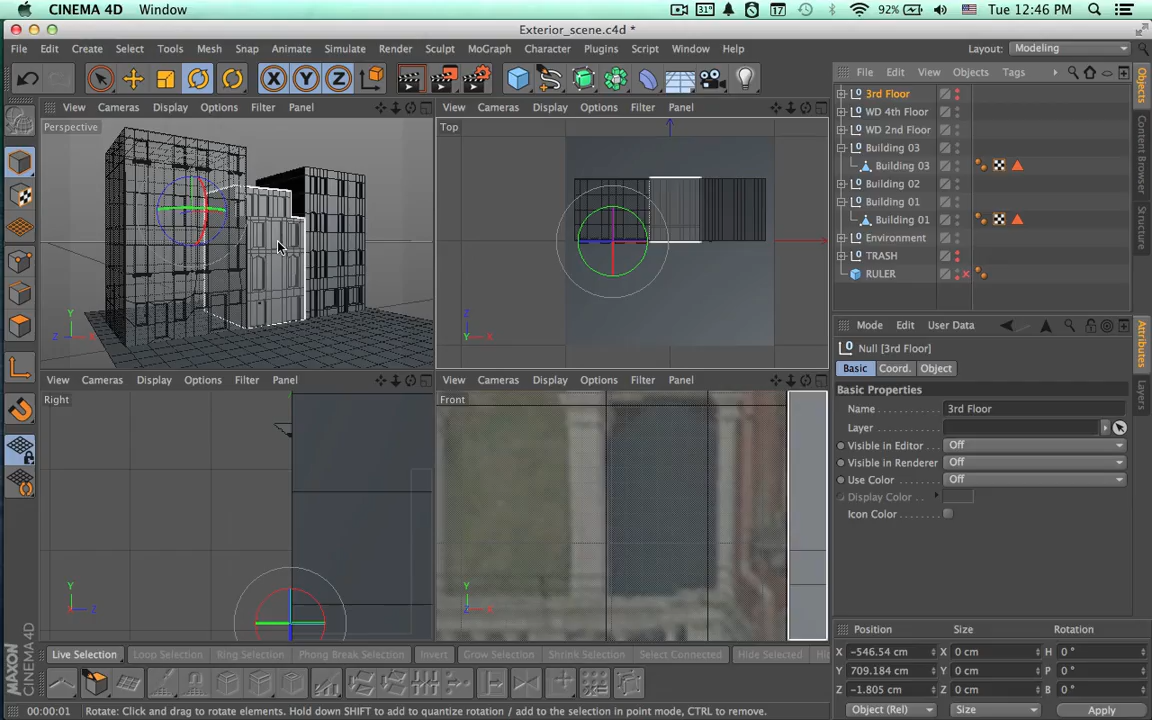 CINEMA 4D Window 31° 17 92% Tue 12:46 PM
Exterior_scene.c4d *
File Edit Create Select Tools Mesh Snap Animate Simulate Render Sculpt MoGraph Character Plugins Script Window Help Layout: Modeling
X Y Z File Edit View Objects Tags
View Cameras Display Options Filter Panel View Cameras Display Options Filter Panel
Perspective Top
3rd Floor
WD 4th Floor
WD 2nd Floor
Building 03
Building 03
Building 02
Building 01
Building 01
Environment
TRASH
RULER
Objects
Content Browser
Structure
Y Z X
Z Y X
Mode Edit User Data
Null [3rd Floor]
Basic Coord. Object
Basic Properties
Name 3rd Floor
Layer
Visible in Editor Off
Visible in Renderer Off
Use Color Off
Display Color
Icon Color
Attributes
Layers
View Cameras Display Options Filter Panel View Cameras Display Options Filter Panel
Right Front
Y X Z
Y Z X
Live Selection Loop Selection Ring Selection Phong Break Selection Invert Grow Selection Shrink Selection Select Connected Hide Selected
Position Size Rotation
X -546.54 cm X 0 cm H 0 °
Y 709.184 cm Y 0 cm P 0 °
Z -1.805 cm Z 0 cm B 0 °
Object (Rel) Size Apply
MAXON CINEMA 4D
00:00:01 Rotate: Click and drag to rotate elements. Hold down SHIFT to add to quantize rotation / add to the selection in point mode, CTRL to remove.